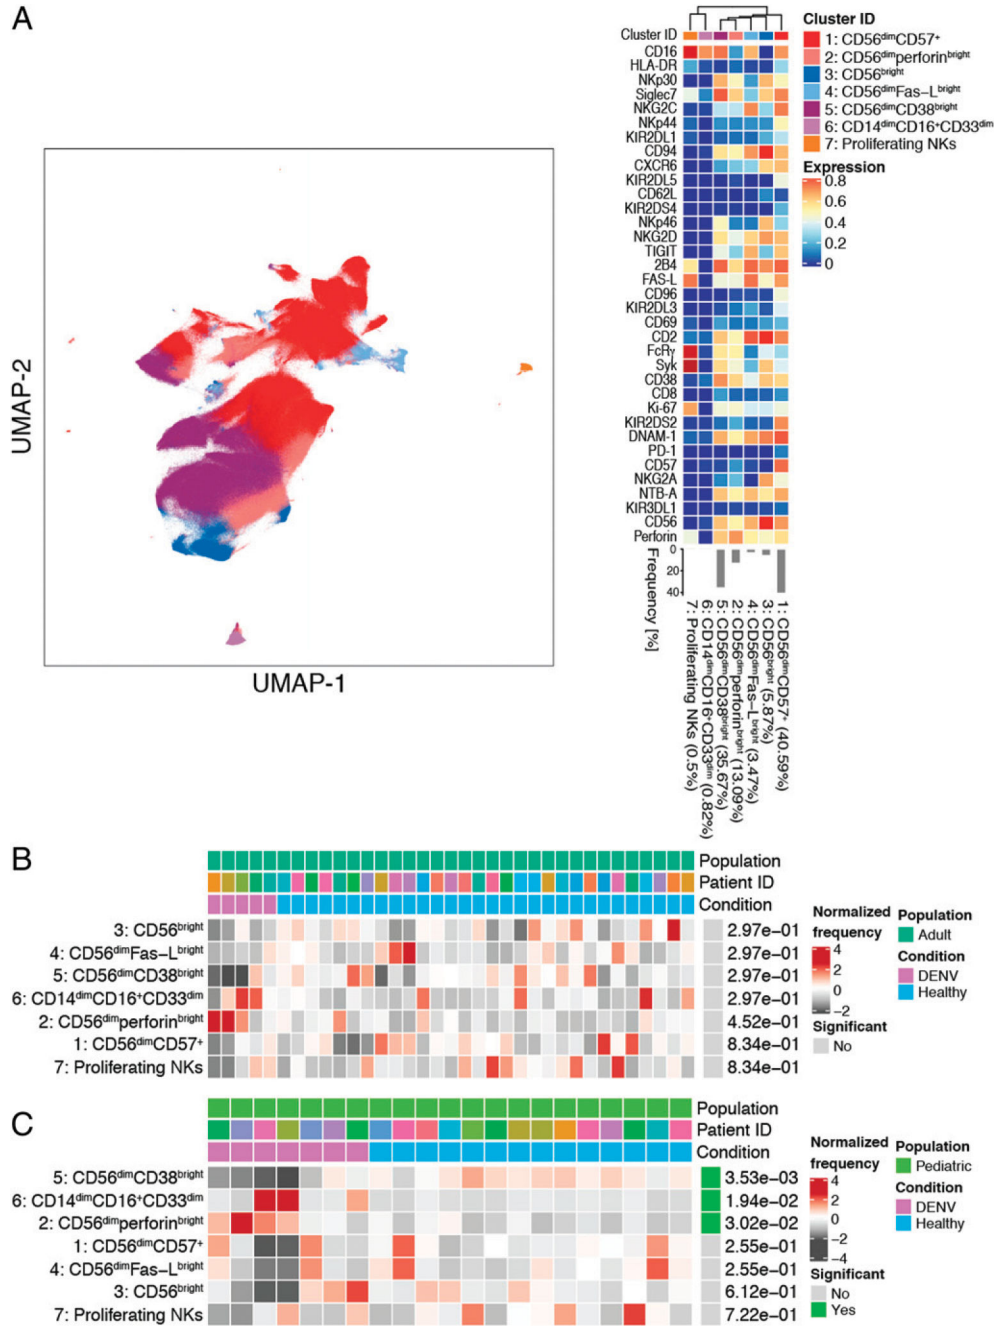 A
Cluster ID
CD16
HLA-DR
NKp30
Siglec7
NKG2C
NKp44
KIR2DL1
CD94
CXCR6
KIR2DL5
CD62L
KIR2DS4
NKp46
NKG2D
TIGIT
2B4
FAS-L
CD96
KIR2DL3
CD69
CD2
FcRγ
Syk
CD38
CD8
Ki-67
KIR2DS2
DNAM-1
PD-1
CD57
NKG2A
NTB-A
KIR3DL1
CD56
Perforin
Cluster ID
1: CD56dimCD57+
2: CD56dimperforinbright
3: CD56bright
4: CD56dimFas–Lbright
5: CD56dimCD38bright
6: CD14dimCD16+CD33dim
7: Proliferating NKs
Expression
0.8
0.6
0.4
0.2
0
UMAP-2
UMAP-1
Frequency [%]
0
20
40
7: Proliferating NKs (0.5%)
6: CD14dimCD16+CD33dim (0.82%)
5: CD56dimCD38bright (35.67%)
2: CD56dimperforinbright (13.09%)
4: CD56dimFas–Lbright (3.47%)
3: CD56bright (5.87%)
1: CD56dimCD57+ (40.59%)
B
Population
Patient ID
Condition
3: CD56bright 2.97e−01
4: CD56dimFas–Lbright 2.97e−01
5: CD56dimCD38bright 2.97e−01
6: CD14dimCD16+CD33dim 2.97e−01
2: CD56dimperforinbright 4.52e−01
1: CD56dimCD57+ 8.34e−01
7: Proliferating NKs 8.34e−01
Normalized
frequency
4
2
0
−2
Significant
No
Population
Adult
Condition
DENV
Healthy
C
Population
Patient ID
Condition
5: CD56dimCD38bright 3.53e−03
6: CD14dimCD16+CD33dim 1.94e−02
2: CD56dimperforinbright 3.02e−02
1: CD56dimCD57+ 2.55e−01
4: CD56dimFas–Lbright 2.55e−01
3: CD56bright 6.12e−01
7: Proliferating NKs 7.22e−01
Normalized
frequency
4
2
0
−2
−4
Significant
No
Yes
Population
Pediatric
Condition
DENV
Healthy